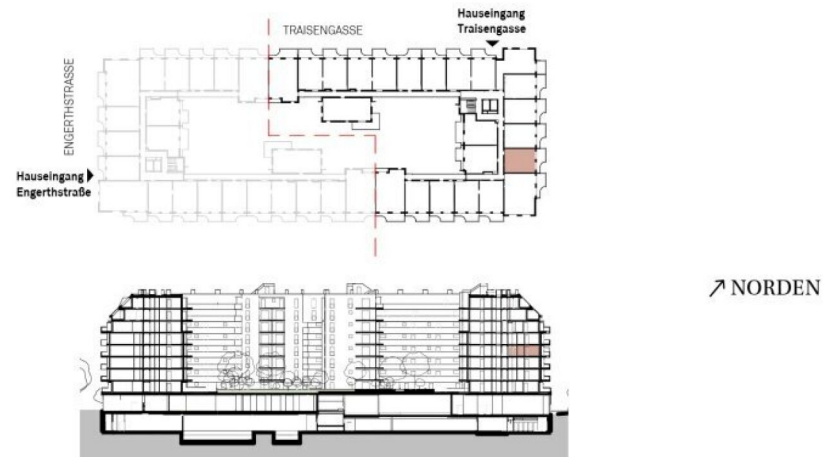 Hauseingang
Traisengasse
TRAISENGASSE
ENGERTHSTRASSE
Hauseingang
Engerthstraße
NORDEN